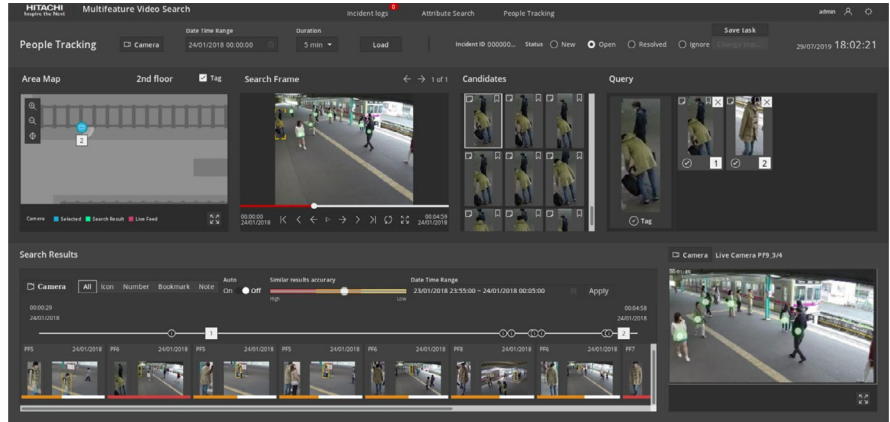 HITACHI
Inspire the Next
Multifeature Video Search
Incident logs
0
Attribute Search
People Tracking
admin
People Tracking
Camera
Date Time Range
24/01/2018 00:00:00
Duration
5 min
Load
Incident ID 000000...
Status
New
Open
Resolved
Ignore
Save task
29/07/2019 18:02:21
Area Map
2nd floor
Tag
2
Camera
Selected
Search Result
Live Feed
Search Frame
1 of 1
00:00:00
24/01/2018
00:04:59
24/01/2018
Candidates
Query
Tag
1
2
Search Results
Camera
All
Icon
Number
Bookmark
Note
Auto
On
Off
Similar results accuracy
High
Low
Date Time Range
23/01/2018 23:55:00 ~ 24/01/2018 00:05:00
Apply
00:00:29
24/01/2018
00:04:58
24/01/2018
1
2
PF5
24/01/2018
PF6
24/01/2018
PF5
24/01/2018
PF5
24/01/2018
PF6
24/01/2018
PF8
24/01/2018
PF6
24/01/2018
PF7
Camera
Live Camera PF9_3/4